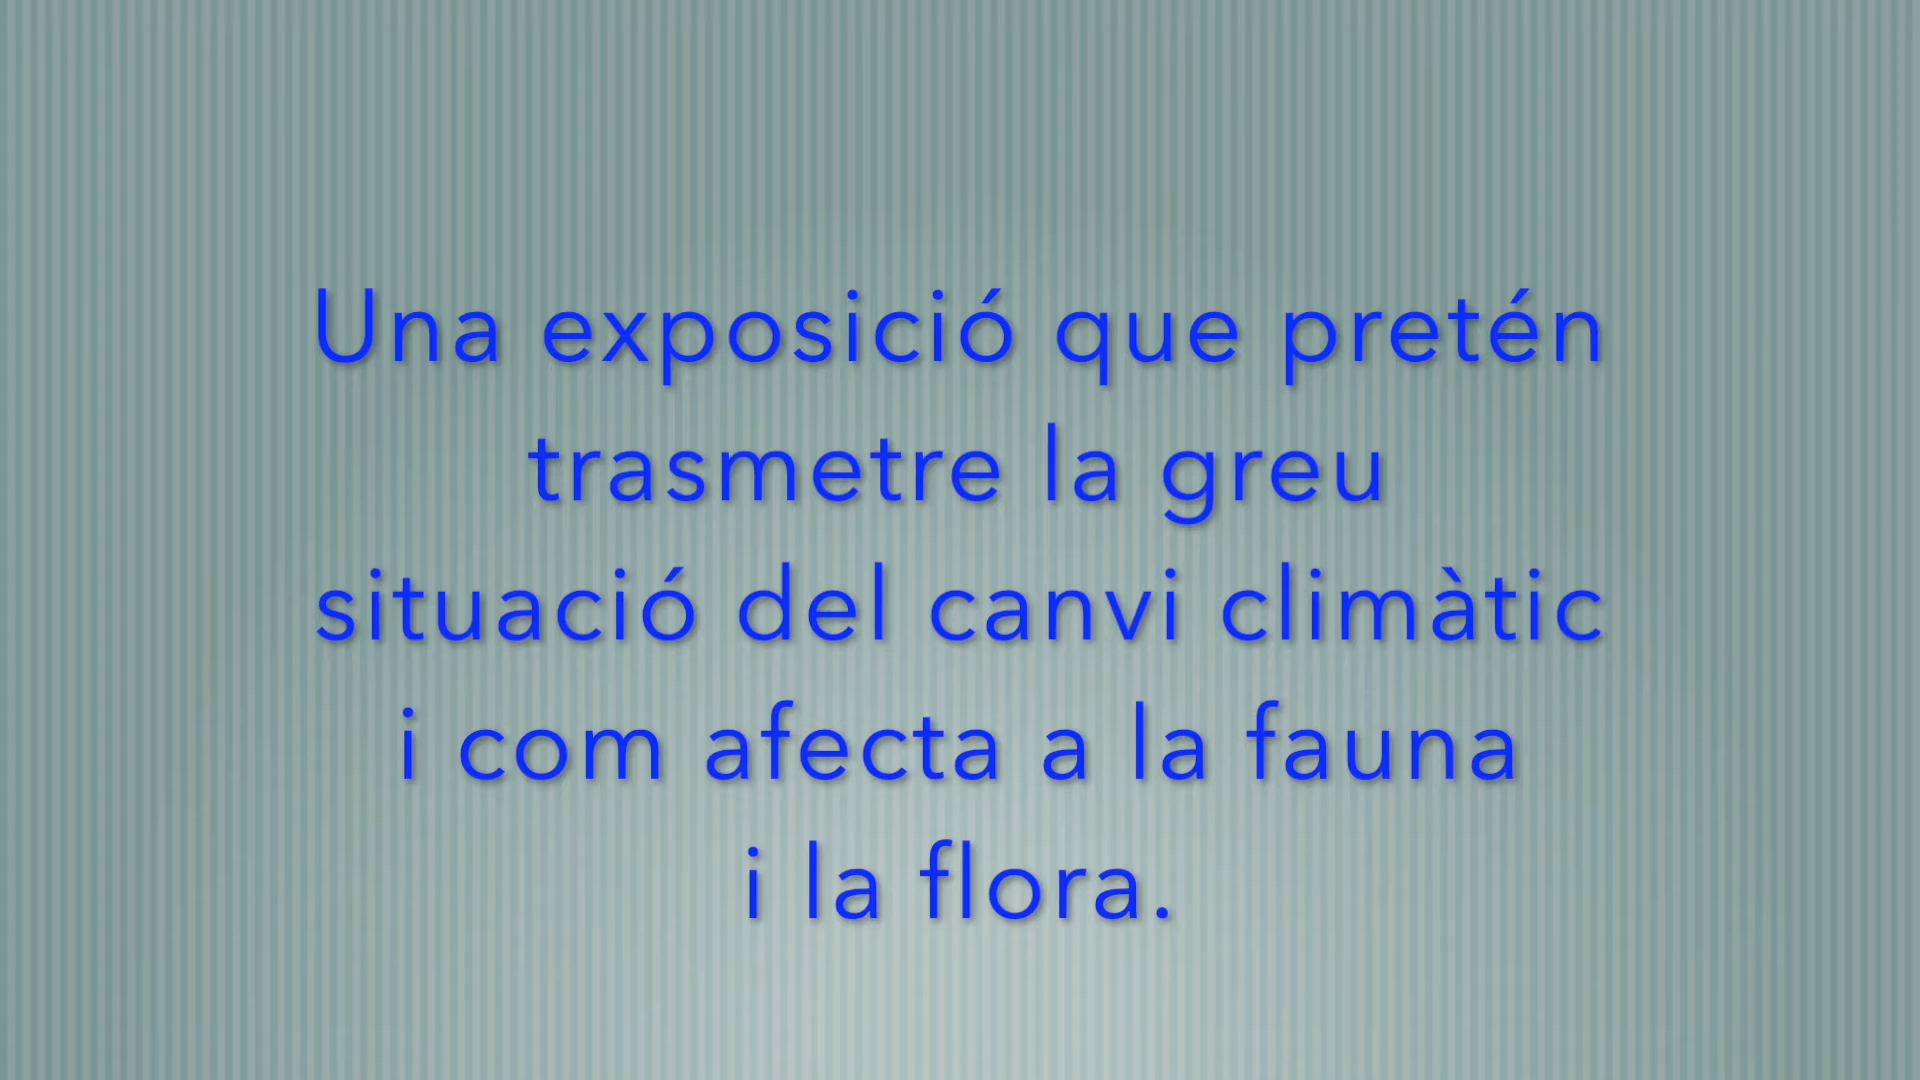 Una exposició que pretén
trasmetre la greu
situació del canvi climàtic
i com afecta a la fauna
i la flora.